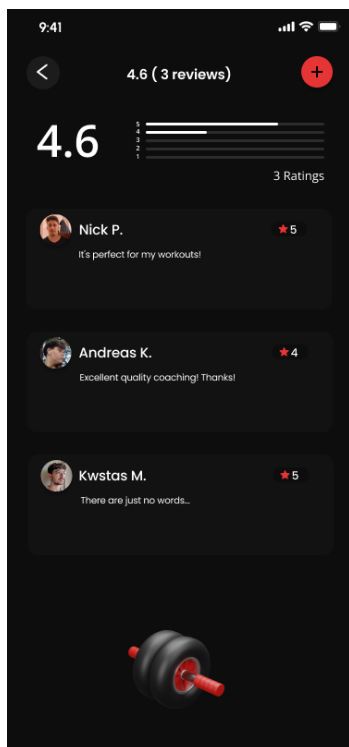 9:41
4.6 ( 3 reviews)
4.6
5
4
3
2
1
3 Ratings
Nick P.
5
It's perfect for my workouts!
Andreas K.
4
Excellent quality coaching! Thanks!
Kwstas M.
5
There are just no words...